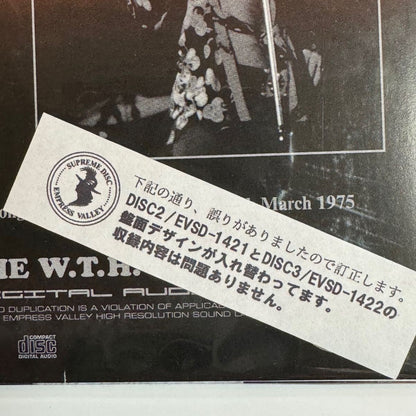 SUPREME DISC
EMPRESS VALLEY
下記の通り 誤りがありましたので訂正します。
DISC2/EVSD-1421とDISC3/EVSD-1422の
盤面デザインが入れ替わってます。
収録内容は問題ありません。
March 1975
HE W.T.H.
DIGITAL AUD
D DUPLICATION IS A VIOLATION OF APPLICA
EMPRESS VALLEY HIGH RESOLUTION SOUND
COMPACT
disc
DIGITAL AUDIO